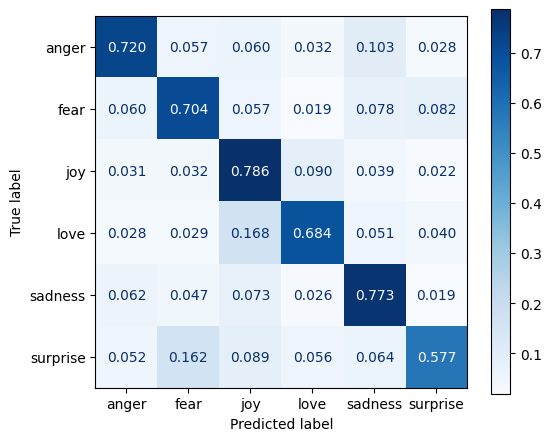 anger 0.720 0.057 0.060 0.032 0.103 0.028
fear 0.060 0.704 0.057 0.019 0.078 0.082
joy 0.031 0.032 0.786 0.090 0.039 0.022
love 0.028 0.029 0.168 0.684 0.051 0.040
sadness 0.062 0.047 0.073 0.026 0.773 0.019
surprise 0.052 0.162 0.089 0.056 0.064 0.577
anger fear joy love sadness surprise
Predicted label
True label
0.7
0.6
0.5
0.4
0.3
0.2
0.1